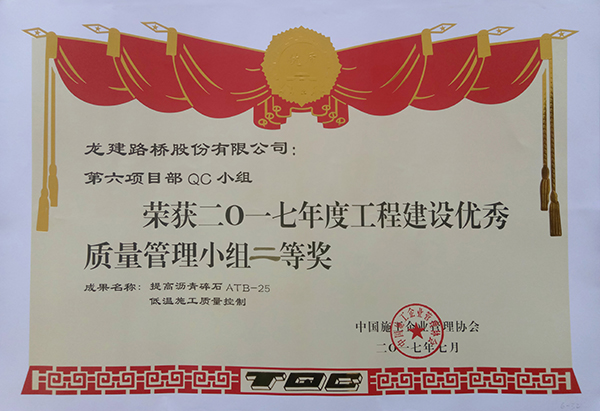 龙建路桥股份有限公司：
第六项目部QC小组
荣获二〇一七年度工程建设优秀
质量管理小组二等奖
成果名称：提高沥青碎石ATB-25
低温施工质量控制
中国施工企业管理协会
二〇一七年七月
TQC